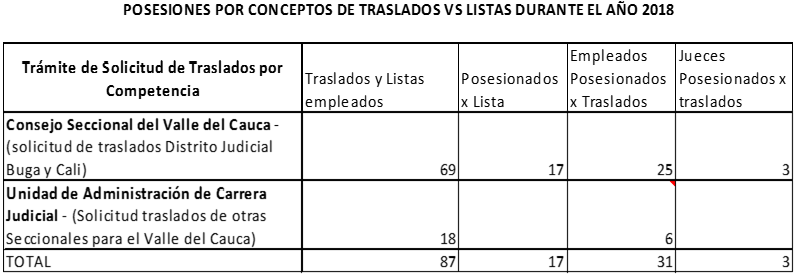 POSESIONES POR CONCEPTOS DE TRASLADOS VS LISTAS DURANTE EL AÑO 2018
Trámite de Solicitud de Traslados por
Competencia
Traslados y Listas
empleados
Posesionados
x Lista
Empleados
Posesionados
x Traslados
Jueces
Posesionados x
traslados
Consejo Seccional del Valle del Cauca -
(solicitud de traslados Distrito Judicial
Buga y Cali) 69 17 25 3
Unidad de Administración de Carrera
Judicial - (Solicitud traslados de otras
Seccionales para el Valle del Cauca) 18 6
TOTAL 87 17 31 3